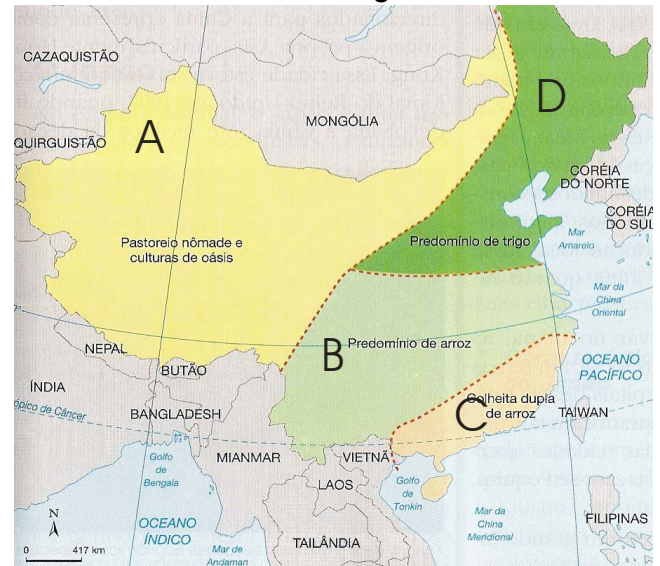 CAZAQUISTÃO
D
A
MONGÓLIA
QUIRGUISTÃO
CORÉIA
DO NORTE
CORÉIA
DO SUL
Mar
Amarelo
Pastoreio nômade e
culturas de oásis
Predomínio de trigo
Mar da
China
Oriental
B
Predomínio de arroz
NEPAL
BUTÃO
OCEANO
PACÍFICO
ÍNDIA
C
Colheita dupla
de arroz
TAIWAN
ópico de Câncer
BANGLADESH
MIANMAR
VIETNÃ
Golfo
de
Bengala
LAOS
Golfo
de
Tonkin
N
OCEANO
ÍNDICO
Mar da
China
Meridional
FILIPINAS
TAILÂNDIA
0 417 km
Mar de
Andaman